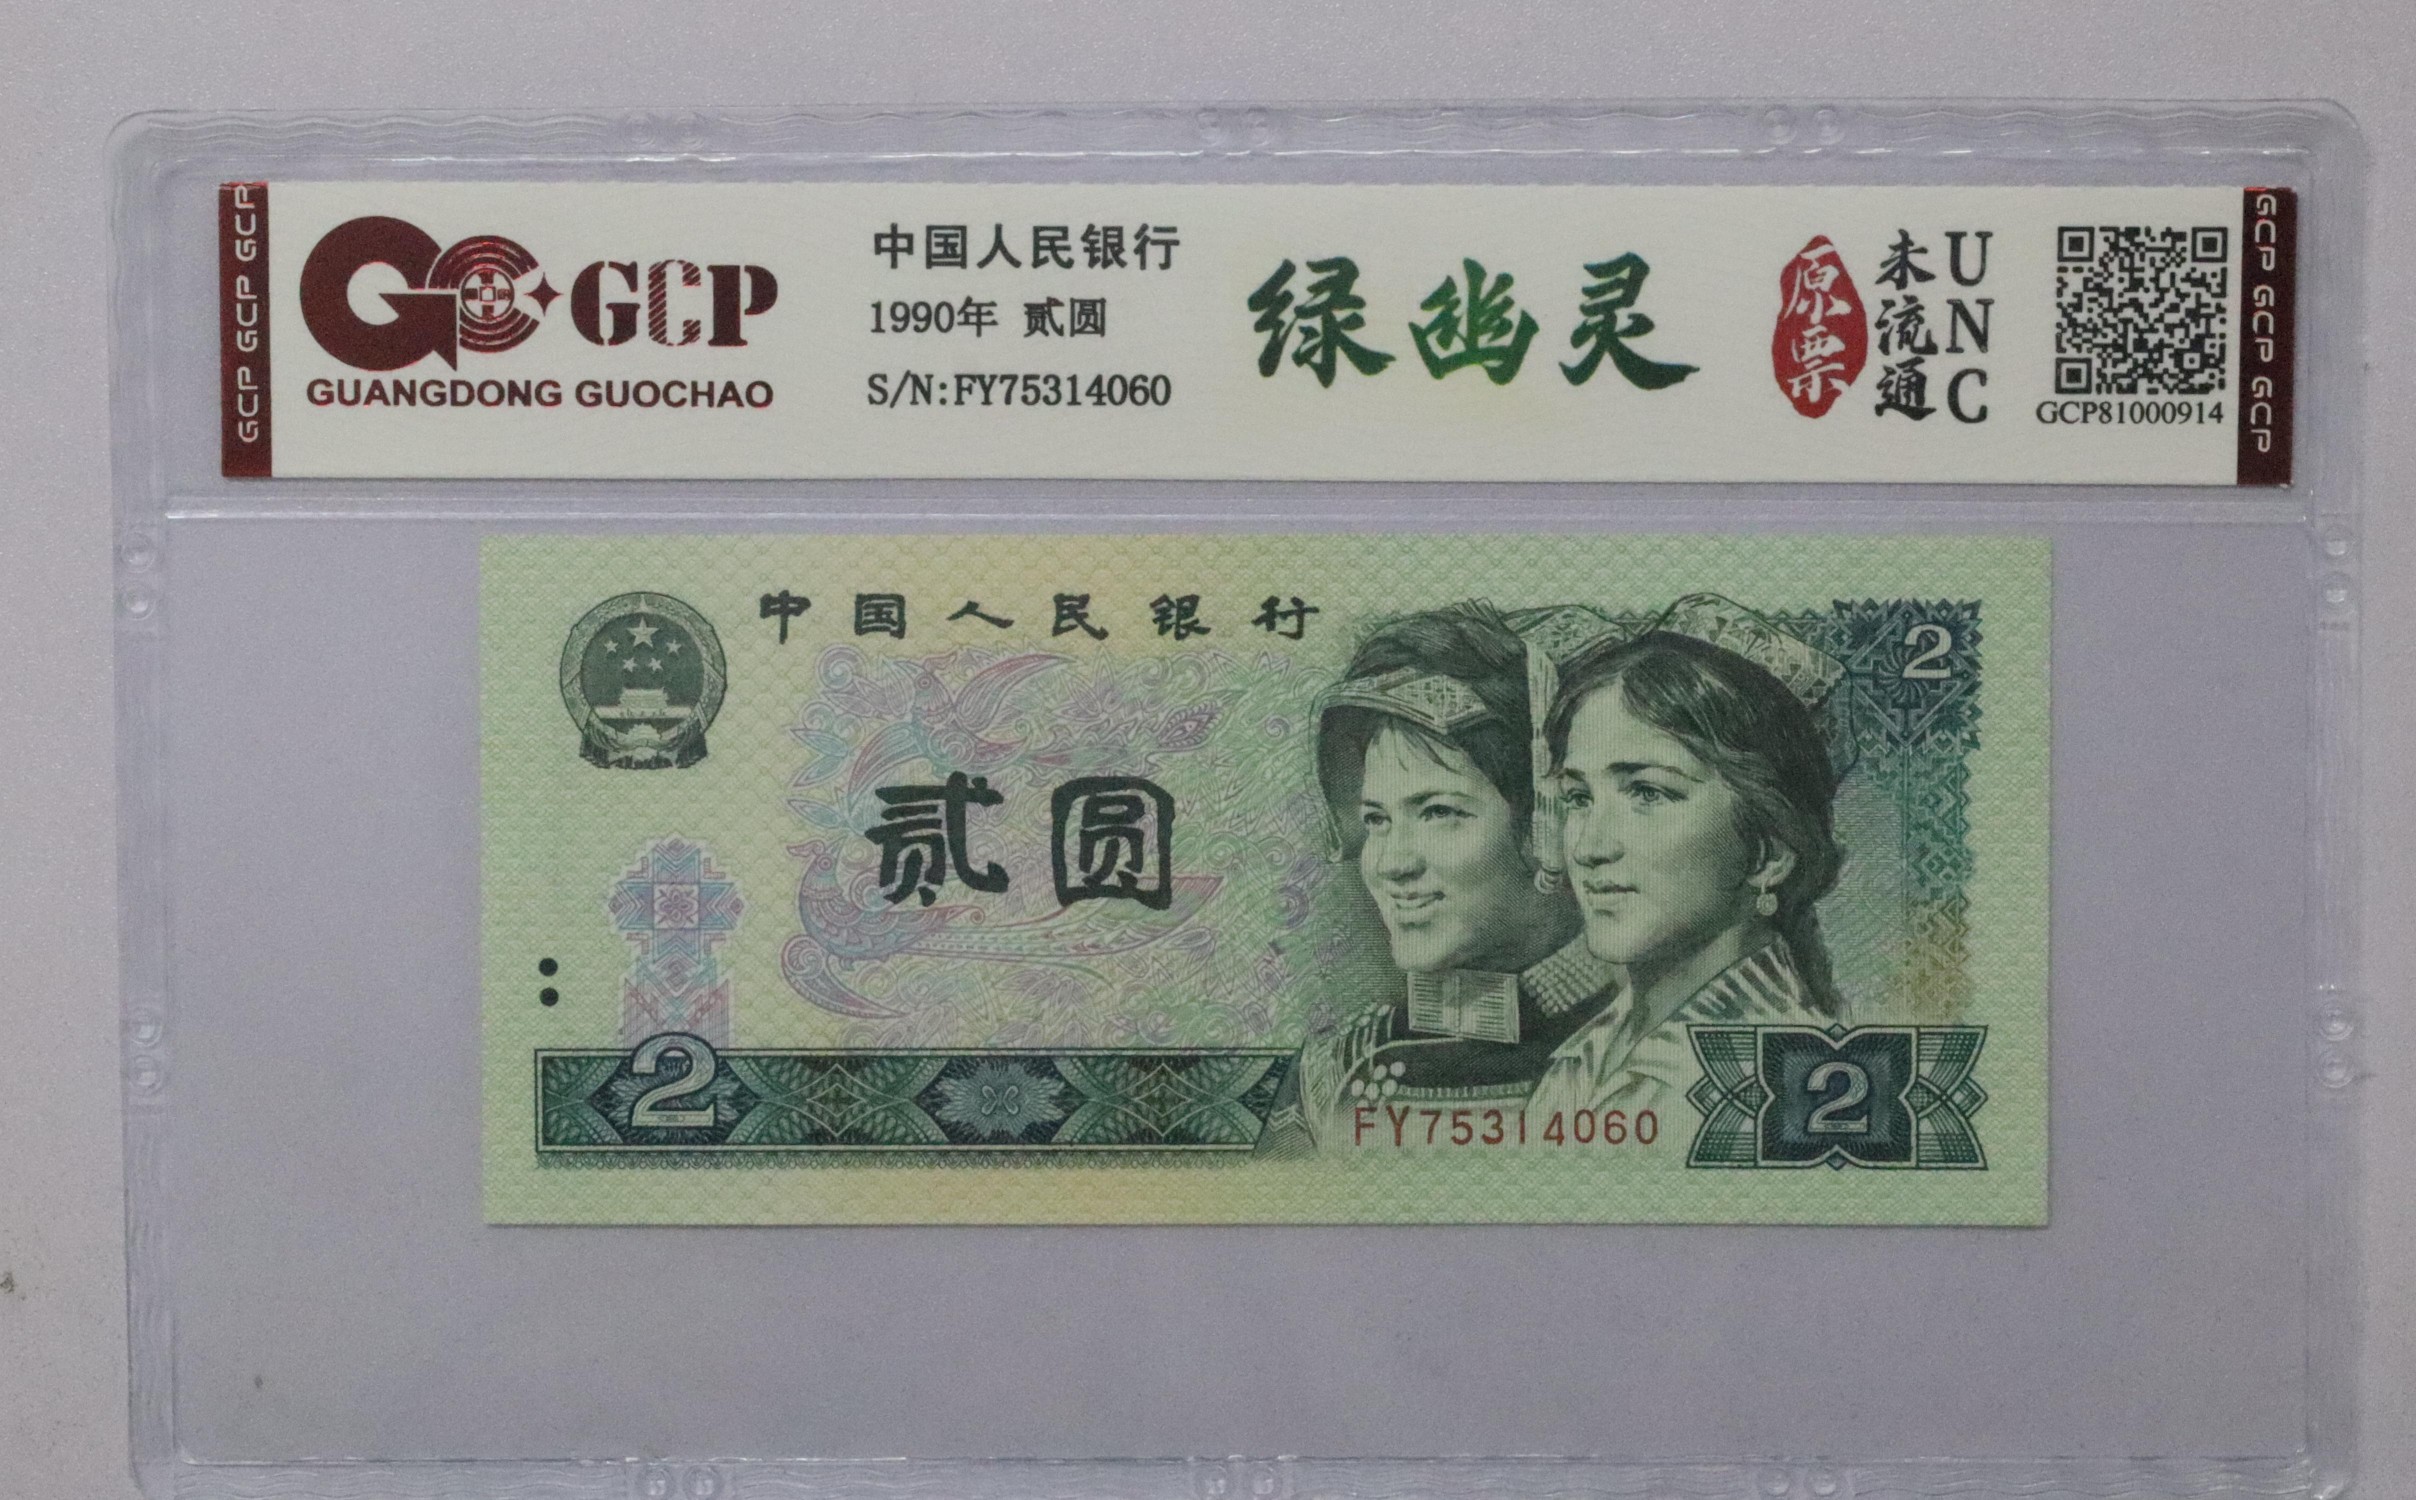 GCP GCP GCP
GCP
GUANGDONG GUOCHAO
中国人民银行
1990年 贰圆
S/N:FY75314060
绿幽灵
原票
未流通
UNC
GCP81000914
GCP GCP GCP
中国人民银行
2
贰圆
2
FY75314060
2